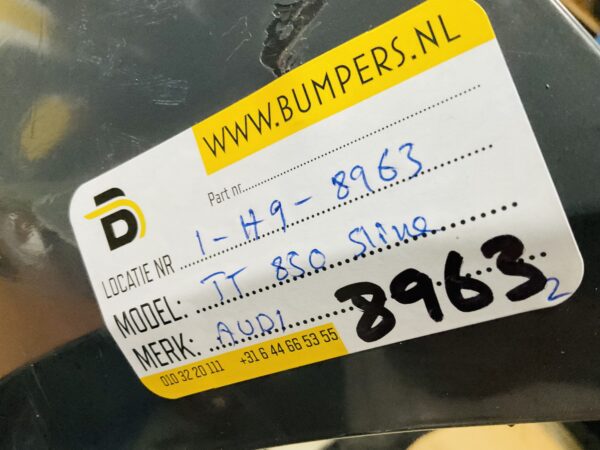 WWW.BUMPERS.NL
Part nr.
LOCATIE NR 1-H9-8963
MODEL: TT 8S0 Sline
MERK: AUDI 8963 2
010 32 20 111 +31 6 44 66 53 55